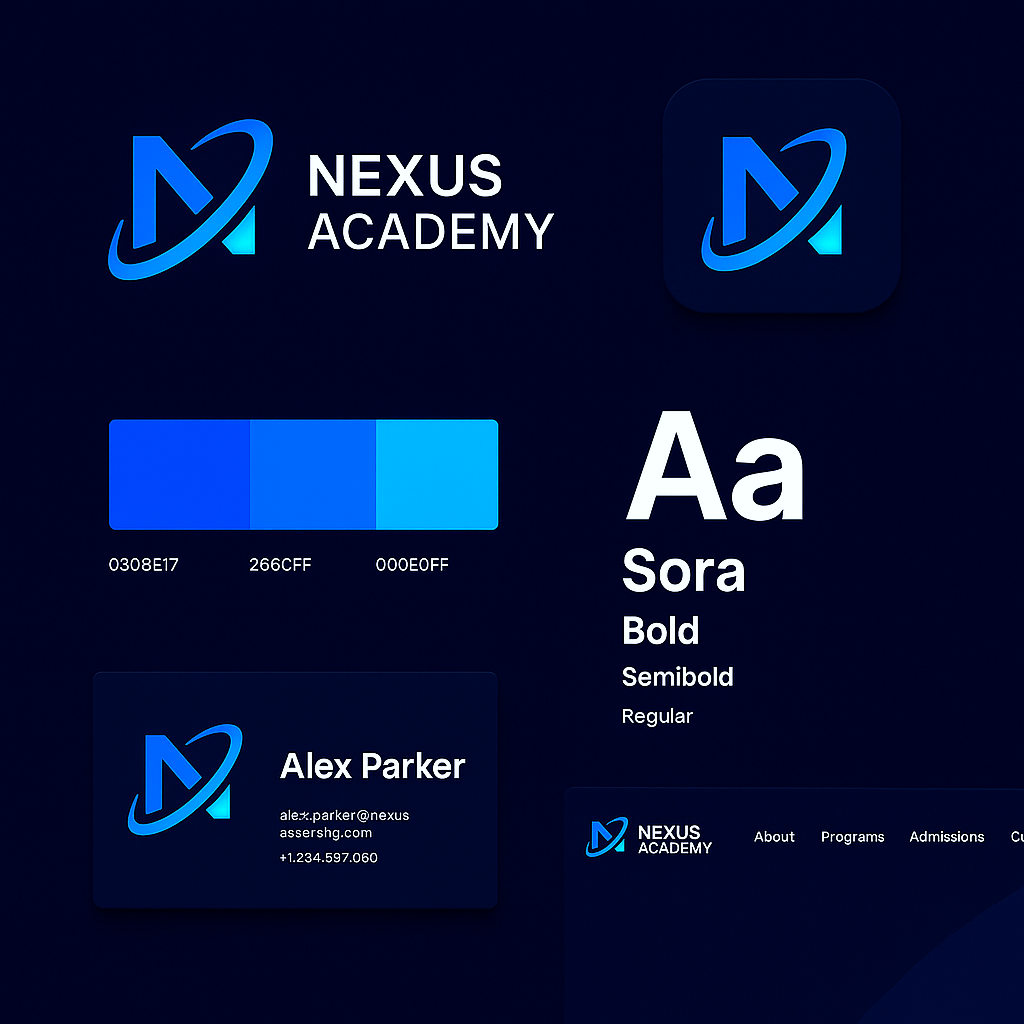 NEXUS
ACADEMY
0308E17
266CFF
000E0FF
Aa
Sora
Bold
Semibold
Regular
Alex Parker
alex.parker@nexus
assershg.com
+1.234.597.060
NEXUS
ACADEMY
About
Programs
Admissions
Cu